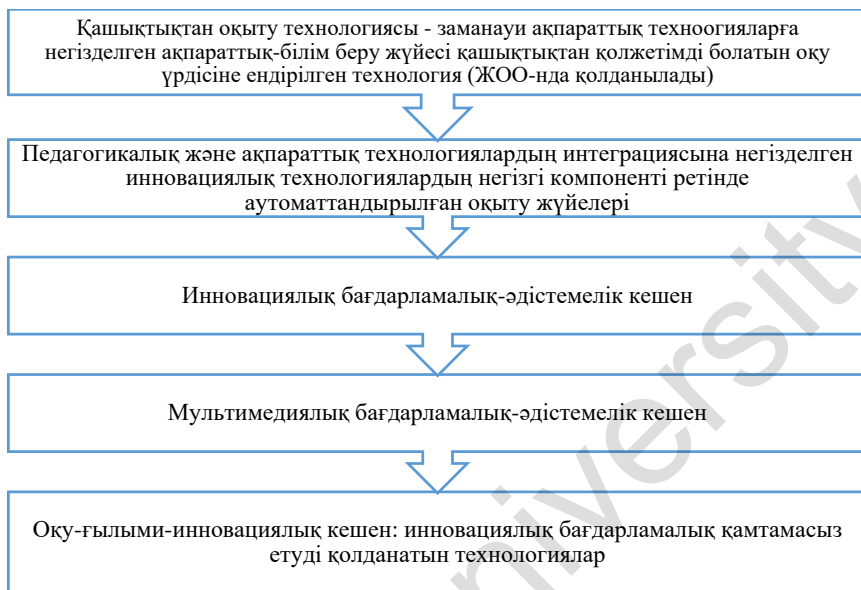 Қашықтықтан оқыту технологиясы - заманауи ақпараттық техноогияларға
негізделген ақпараттық-білім беру жүйесі қашықтықтан қолжетімді болатын оқу
үрдісіне ендірілген технология (ЖОО-нда қолданылады)
Педагогикалық және ақпараттық технологиялардың интеграциясына негізделген
инновациялық технологиялардың негізгі компоненті ретінде
аутоматтандырылған оқыту жүйелері
Инновациялық бағдарламалық-әдістемелік кешен
Мультимедиялық бағдарламалық-әдістемелік кешен
Оқу-ғылыми-инновациялық кешен: инновациялық бағдарламалық қамтамасыз
етуді қолданатын технологиялар
university